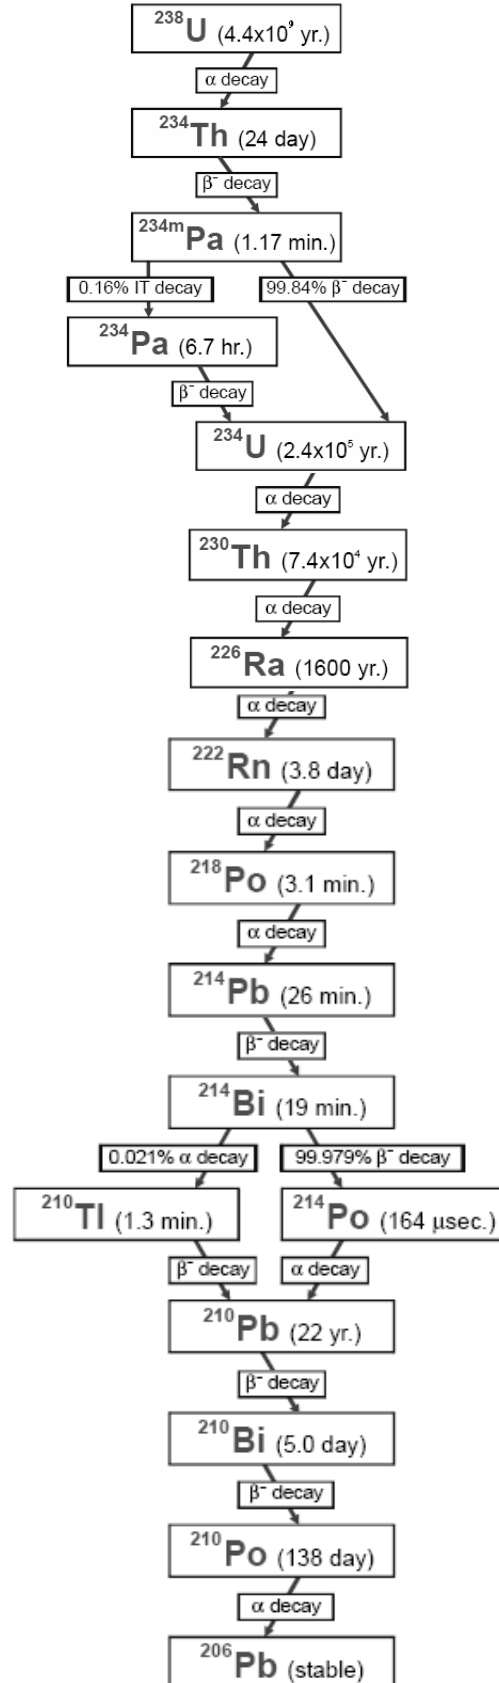 ²³⁸U (4.4x10⁹ yr.)
α decay
²³⁴Th (24 day)
β⁻ decay
²³⁴ᵐPa (1.17 min.)
0.16% IT decay
99.84% β⁻ decay
²³⁴Pa (6.7 hr.)
β⁻ decay
²³⁴U (2.4x10⁵ yr.)
α decay
²³⁰Th (7.4x10⁴ yr.)
α decay
²²⁶Ra (1600 yr.)
α decay
²²²Rn (3.8 day)
α decay
²¹⁸Po (3.1 min.)
α decay
²¹⁴Pb (26 min.)
β⁻ decay
²¹⁴Bi (19 min.)
0.021% α decay
99.979% β⁻ decay
²¹⁰Tl (1.3 min.)
²¹⁴Po (164 μsec.)
β⁻ decay
α decay
²¹⁰Pb (22 yr.)
β⁻ decay
²¹⁰Bi (5.0 day)
β⁻ decay
²¹⁰Po (138 day)
α decay
²⁰⁶Pb (stable)